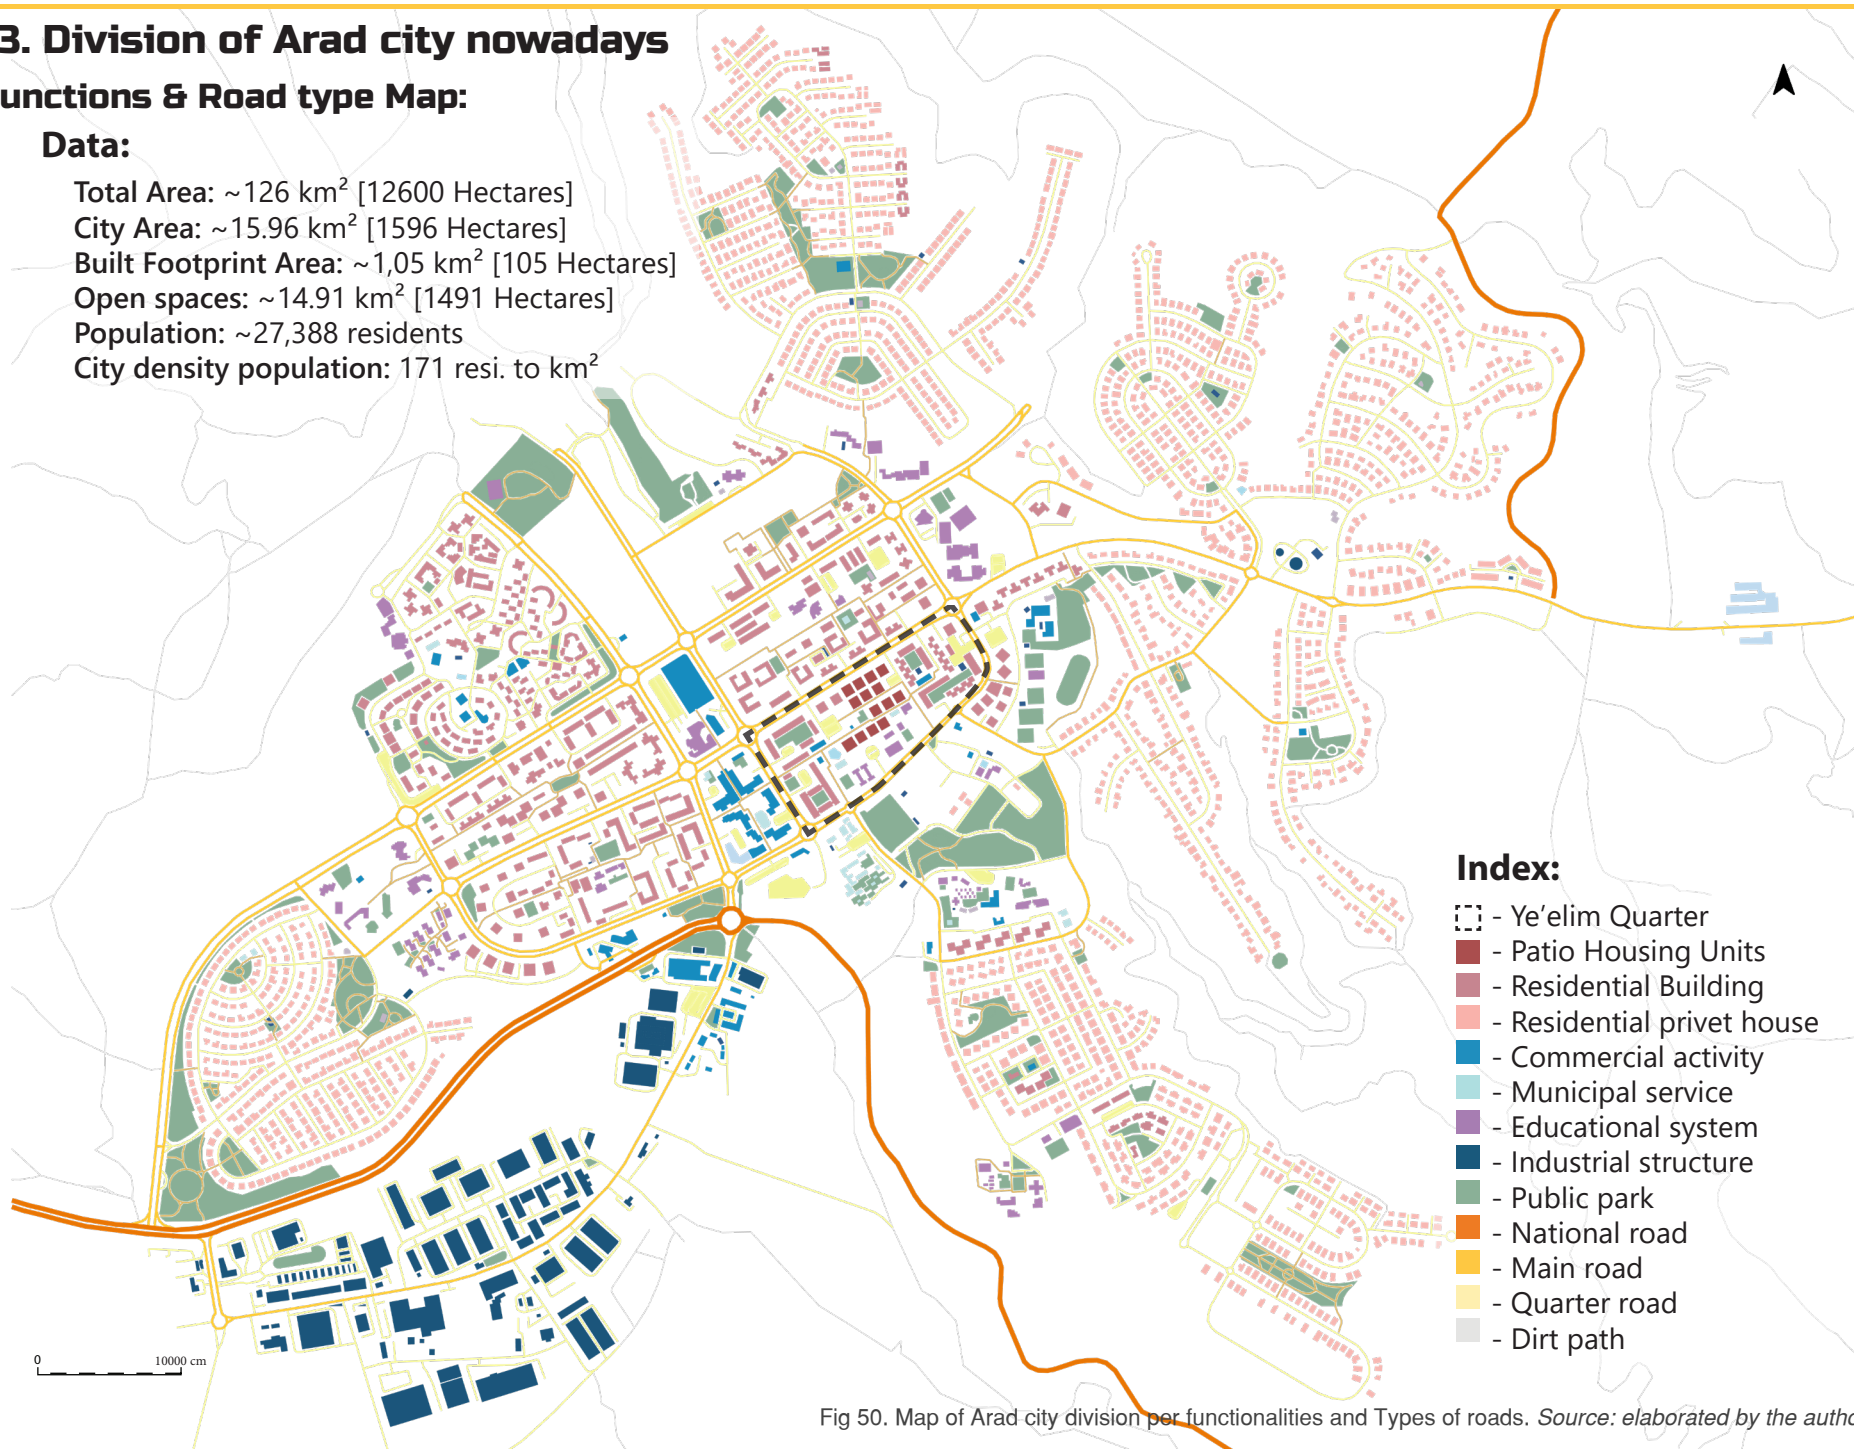 3. Division of Arad city nowadays
unctions & Road type Map:
Data:
Total Area: ~126 km² [12600 Hectares]
City Area: ~15.96 km² [1596 Hectares]
Built Footprint Area: ~1,05 km² [105 Hectares]
Open spaces: ~14.91 km² [1491 Hectares]
Population: ~27,388 residents
City density population: 171 resi. to km²
Index:
- Ye'elim Quarter
- Patio Housing Units
- Residential Building
- Residential privet house
- Commercial activity
- Municipal service
- Educational system
- Industrial structure
- Public park
- National road
- Main road
- Quarter road
- Dirt path
0 10000 cm
Fig 50. Map of Arad city division per functionalities and Types of roads. Source: elaborated by the autho